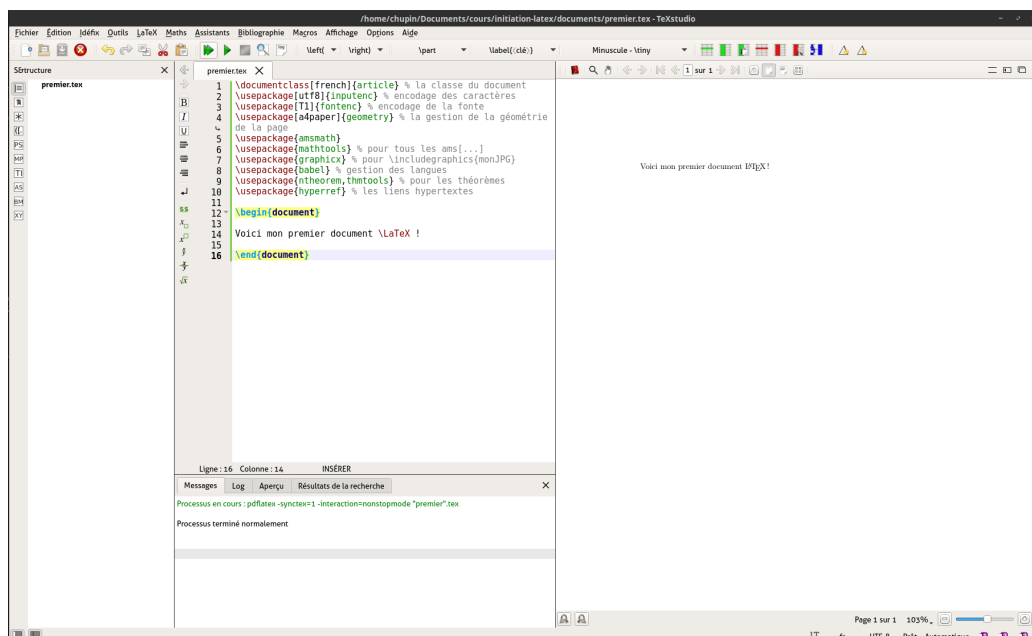 /home/chupin/Documents/cours/initiation-latex/documents/premier.tex - TeXstudio
Fichier Édition Idéfix Outils LaTeX Maths Assistants Bibliographie Macros Affichage Options Aide
\left( \right) \part \label{(clé)} Minuscule - \tiny
Structure
premier.tex
premier.tex
1 sur 1
1 \documentclass[french]{article} % la classe du document
2 \usepackage[utf8]{inputenc} % encodage des caractères
3 \usepackage[T1]{fontenc} % encodage de la fonte
4 \usepackage[a4paper]{geometry} % la gestion de la géométrie
de la page
5 \usepackage{amsmath}
6 \usepackage{mathtools} % pour tous les ams[...]
7 \usepackage{graphicx} % pour \includegraphics{monJPG}
8 \usepackage{babel} % gestion des langues
9 \usepackage{ntheorem,thmtools} % pour les théorèmes
10 \usepackage{hyperref} % les liens hypertextes
11
12 \begin{document}
13
14 Voici mon premier document \LaTeX !
15
16 \end{document}
PS
MP
TI
AS
BM
XY
B
I
U
$$
Voici mon premier document LATEX !
Ligne : 16 Colonne : 14 INSÉRER
Messages Log Aperçu Résultats de la recherche
Processus en cours : pdflatex -synctex=1 -interaction=nonstopmode "premier".tex
Processus terminé normalement
Page 1 sur 1 103%